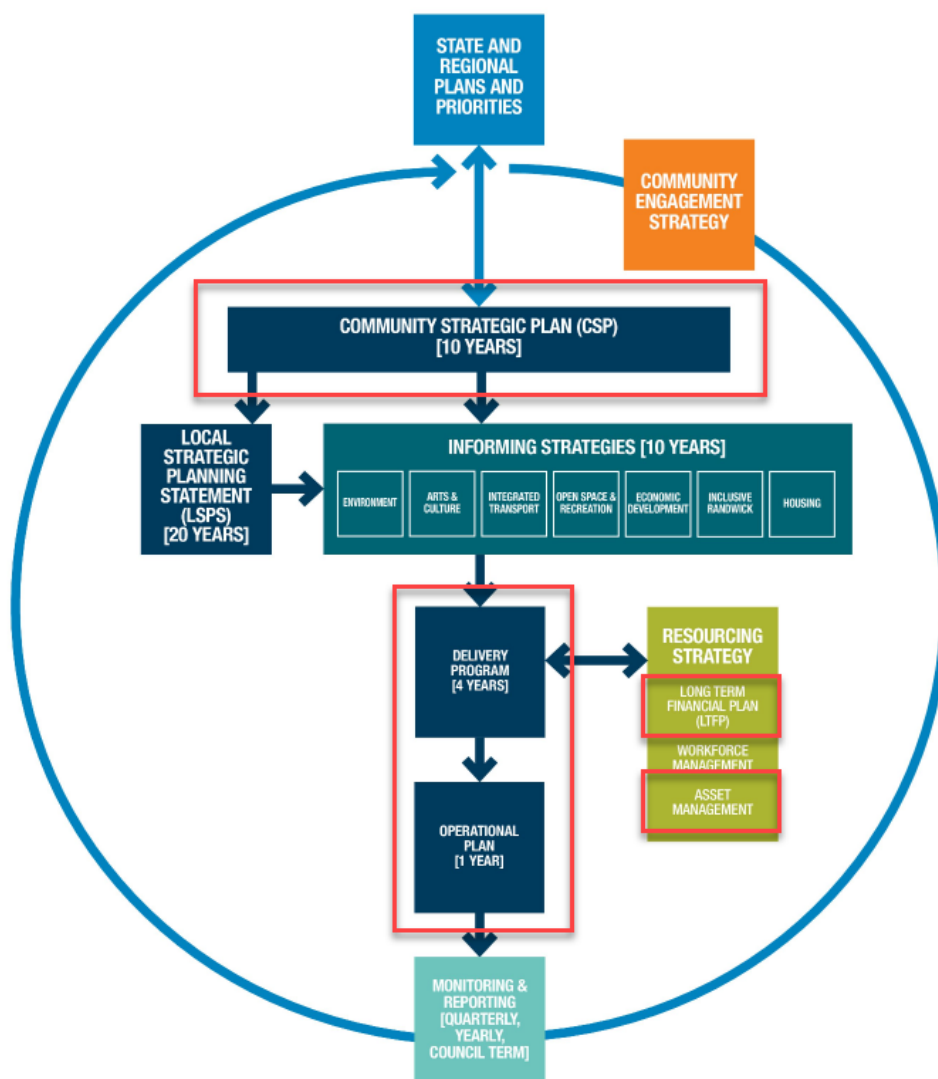 STATE AND
REGIONAL
PLANS AND
PRIORITIES
COMMUNITY
ENGAGEMENT
STRATEGY
COMMUNITY STRATEGIC PLAN (CSP)
[10 YEARS]
LOCAL
STRATEGIC
PLANNING
STATEMENT
(LSPS)
[20 YEARS]
INFORMING STRATEGIES [10 YEARS]
ENVIRONMENT
ARTS &
CULTURE
INTEGRATED
TRANSPORT
OPEN SPACE &
RECREATION
ECONOMIC
DEVELOPMENT
INCLUSIVE
RANDWICK
HOUSING
DELIVERY
PROGRAM
[4 YEARS]
RESOURCING
STRATEGY
LONG TERM
FINANCIAL PLAN
(LTFP)
WORKFORCE
MANAGEMENT
ASSET
MANAGEMENT
OPERATIONAL
PLAN
[1 YEAR]
MONITORING &
REPORTING
[QUARTERLY,
YEARLY,
COUNCIL TERM]